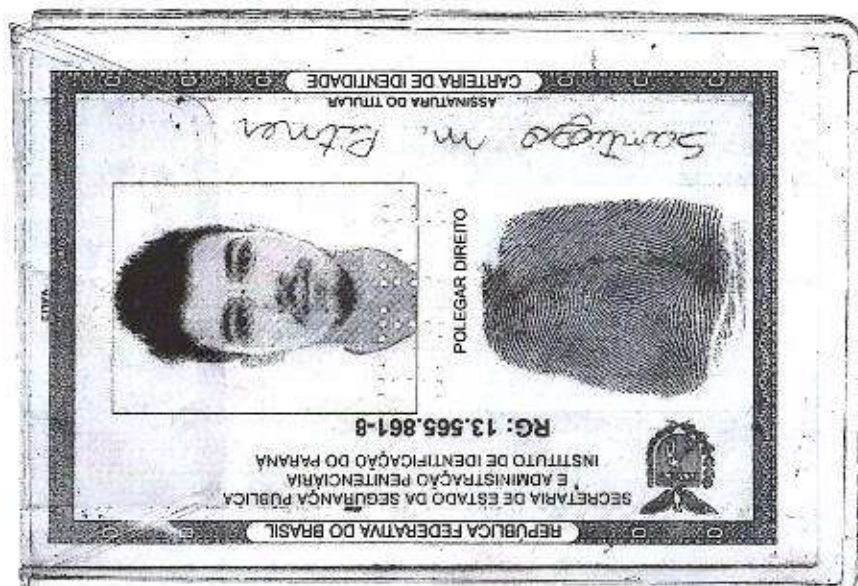 REPÚBLICA FEDERATIVA DO BRASIL
SECRETARIA DE ESTADO DA SEGURANÇA PÚBLICA
E ADMINISTRAÇÃO PENITENCIÁRIA
INSTITUTO DE IDENTIFICAÇÃO DO PARANÁ
RG: 13.565.861-8
POLEGAR DIREITO
Santiago M.
ASSINATURA DO TITULAR
CARTEIRA DE IDENTIDADE